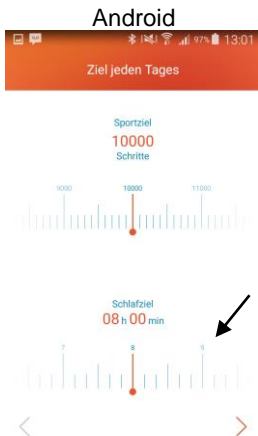 Android
97% 13:01
Ziel jeden Tages
Sportziel
10000
Schritte
9000 10000 11000
Schlafziel
08 h 00 min
7 8 9